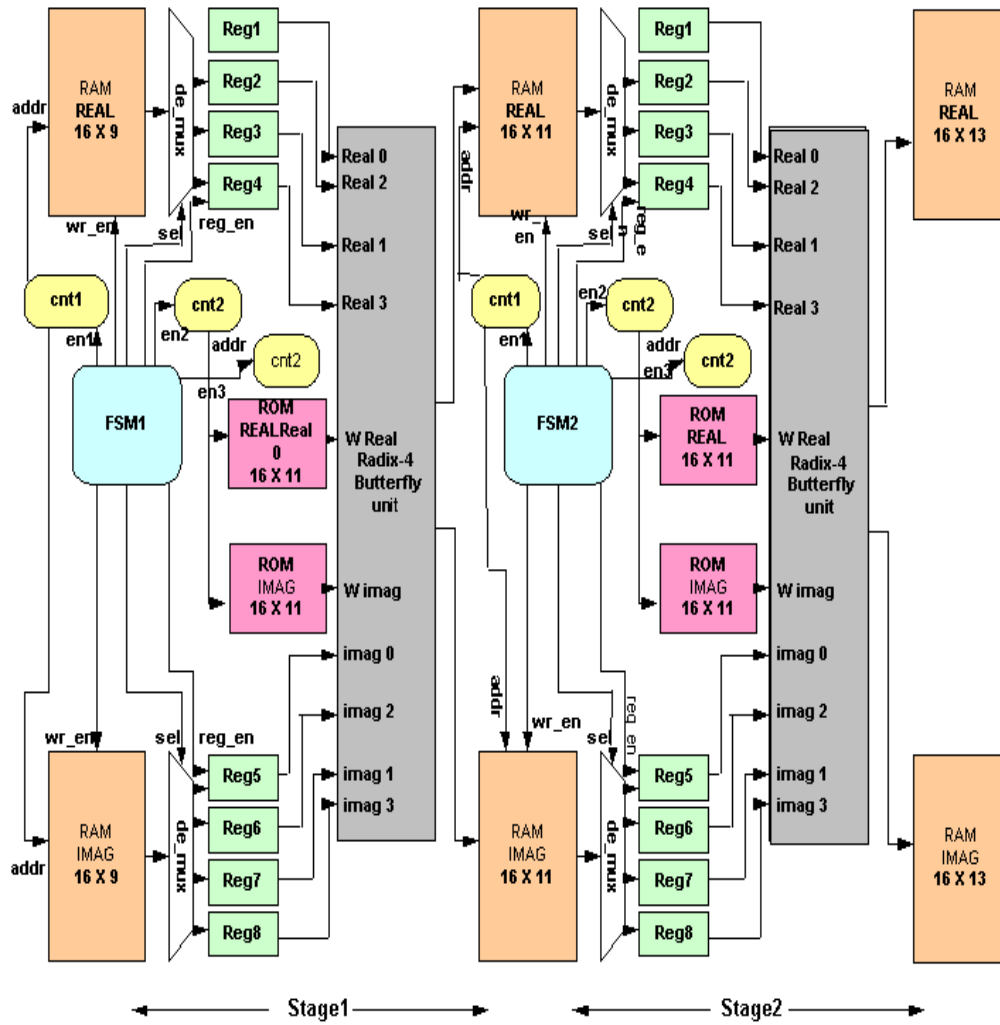 RAM
REAL
16 X 9
de_mux
Reg1
Reg2
Reg3
Reg4
addr
wr_en
sel
reg_en
cnt1
en1
en2
cnt2
addr
cnt2
en3
FSM1
ROM
REALReal
0
16 X 11
ROM
IMAG
16 X 11
Real 0
Real 2
Real 1
Real 3
W Real
Radix-4
Butterfly
unit
W imag
imag 0
imag 2
imag 1
imag 3
wr_en
sel
reg_en
addr
RAM
IMAG
16 X 9
de_mux
Reg5
Reg6
Reg7
Reg8
RAM
REAL
16 X 11
de_mux
Reg1
Reg2
Reg3
Reg4
addr
wr_
en
sel
reg_e
n
cnt1
en1
en2
cnt2
addr
cnt2
en3
FSM2
ROM
REAL
16 X 11
ROM
IMAG
16 X 11
Real 0
Real 2
Real 1
Real 3
W Real
Radix-4
Butterfly
unit
W imag
imag 0
imag 2
imag 1
imag 3
addr
wr_en
sel
req_en
RAM
IMAG
16 X 11
de_mux
Reg5
Reg6
Reg7
Reg8
RAM
REAL
16 X 13
RAM
IMAG
16 X 13
Stage1
Stage2